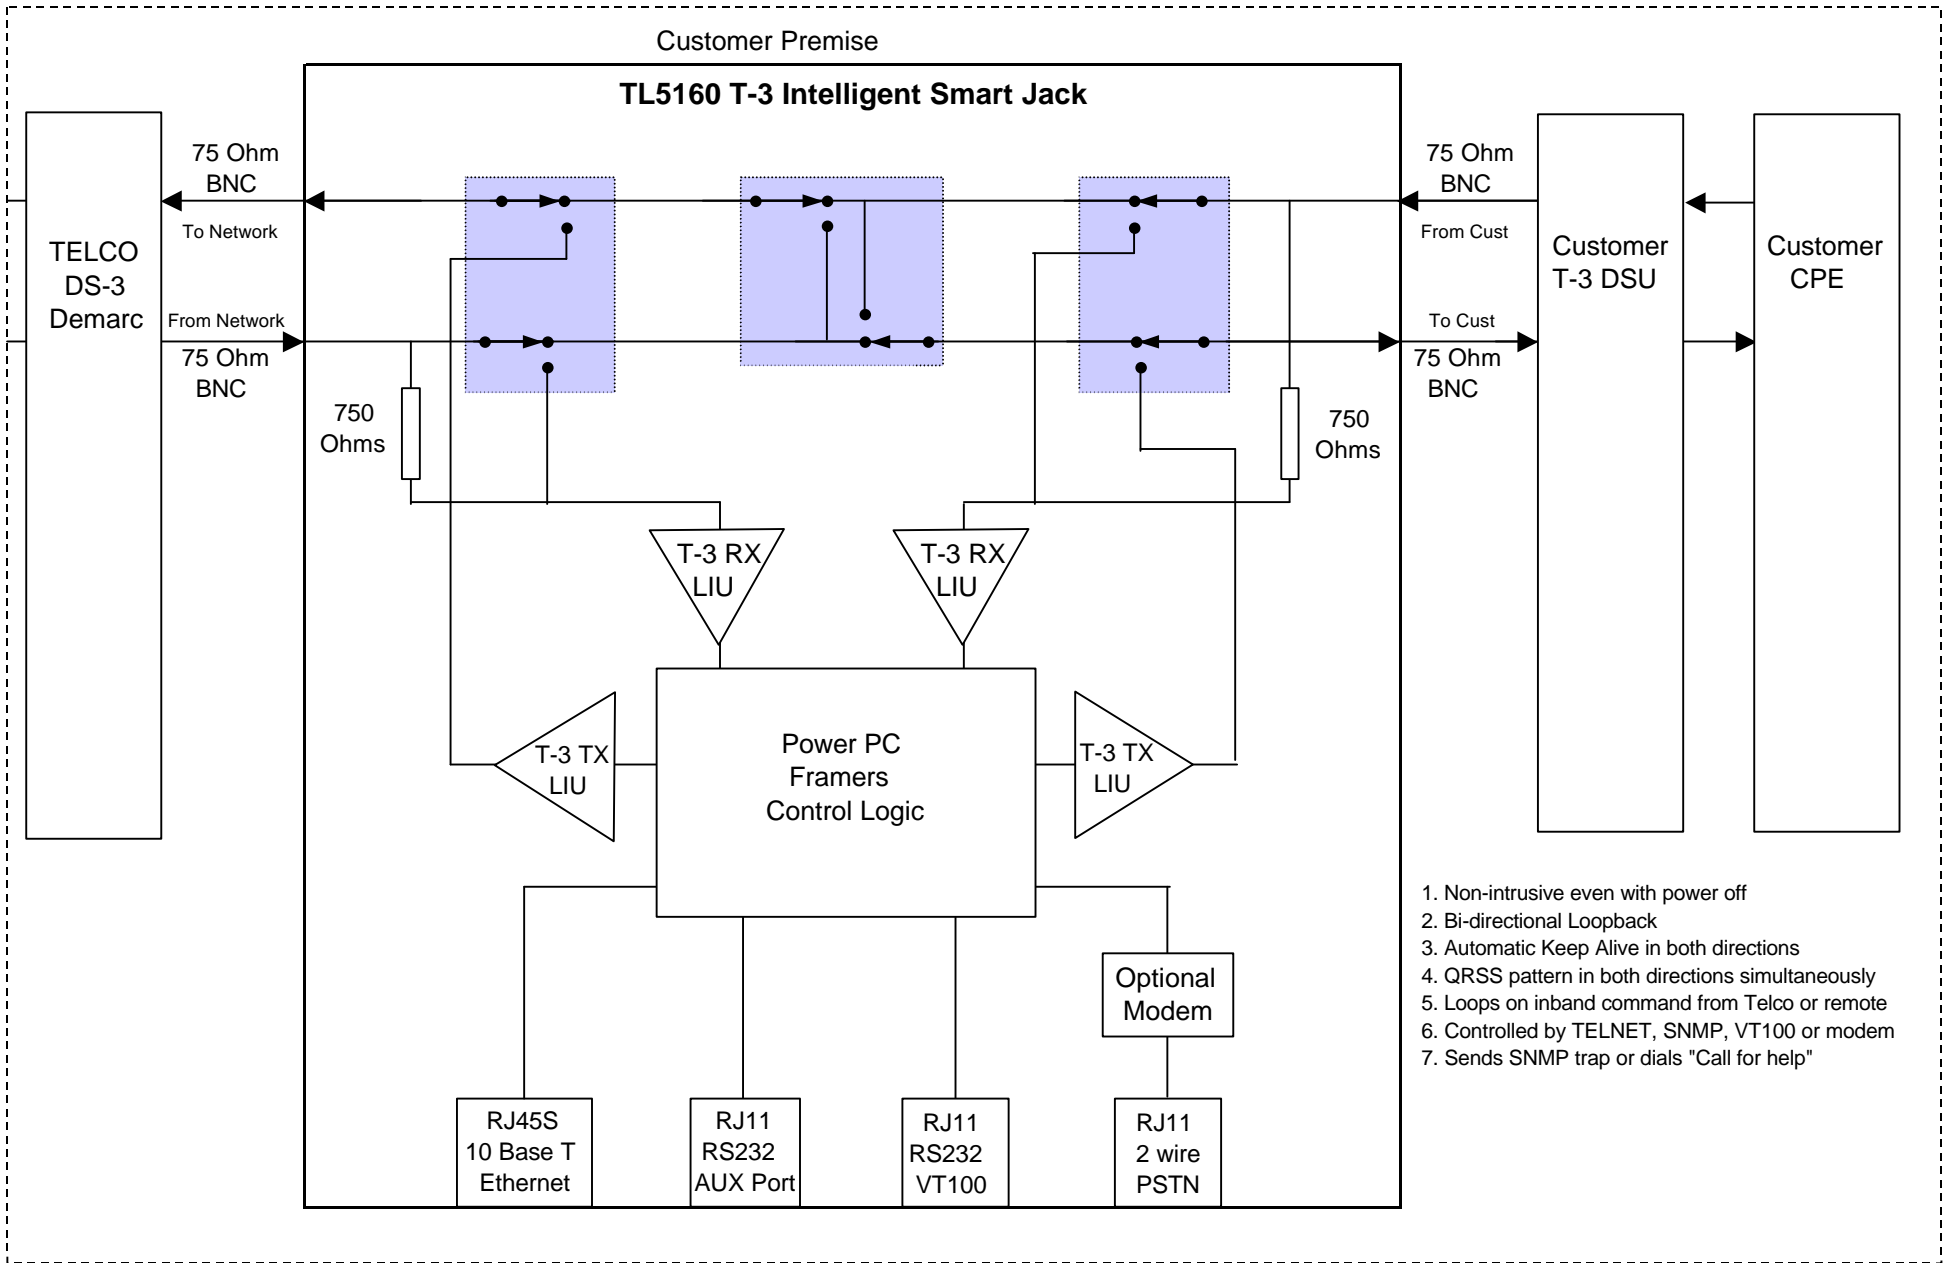 Customer Premise
TL5160 T-3 Intelligent Smart Jack
75 Ohm
BNC
To Network
TELCO
DS-3
Demarc
From Network
75 Ohm
BNC
750
Ohms
75 Ohm
BNC
From Cust
To Cust
75 Ohm
BNC
750
Ohms
Customer
T-3 DSU
Customer
CPE
T-3 RX
LIU
T-3 RX
LIU
T-3 TX
LIU
Power PC
Framers
Control Logic
T-3 TX
LIU
1. Non-intrusive even with power off
2. Bi-directional Loopback
3. Automatic Keep Alive in both directions
4. QRSS pattern in both directions simultaneously
5. Loops on inband command from Telco or remote
6. Controlled by TELNET, SNMP, VT100 or modem
7. Sends SNMP trap or dials "Call for help"
Optional
Modem
RJ45S
10 Base T
Ethernet
RJ11
RS232
AUX Port
RJ11
RS232
VT100
RJ11
2 wire
PSTN